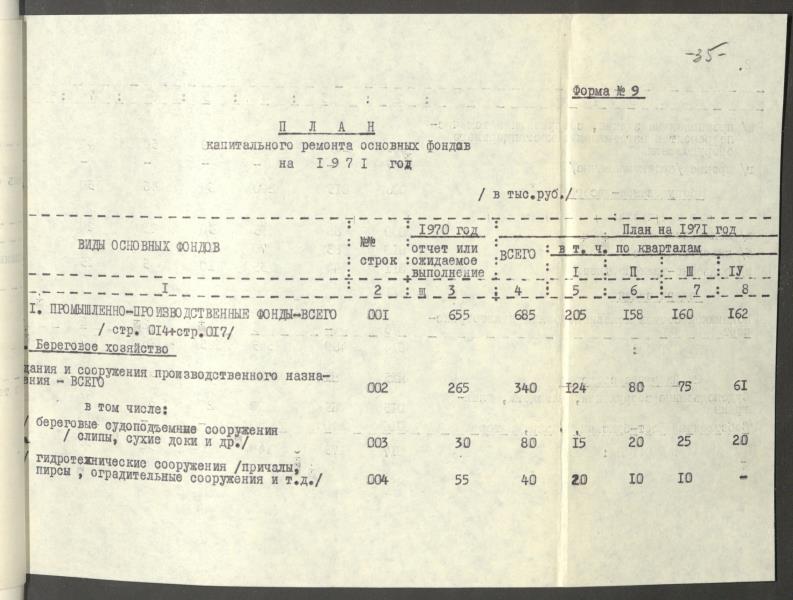 -35-
Форма № 9
П Л А Н
капитального ремонта основных фондов
на 1971 год
/ в тыс.руб./
ВИДЫ ОСНОВНЫХ ФОНДОВ : №№ строк : 1970 год отчет или ожидаемое выполнение : План на 1971 год
ВСЕГО : в т. ч. по кварталам
I : П : Ш : IУ
I : 2 : 3 : 4 : 5 : 6 : 7 : 8
I. ПРОМЫШЛЕННО-ПРОИЗВОДСТВЕННЫЕ ФОНДЫ-ВСЕГО 001 655 685 205 158 160 162
/ стр. 014+стр.017/
. Береговое хозяйство
дания и сооружения производственного назна-
ения - ВСЕГО 002 265 340 124 80 75 61
в том числе:
/ береговые судоподъемные сооружения
/ слипы, сухие доки и др./ 003 30 80 15 20 25 20
/ гидротехнические сооружения /причалы,
пирсы , оградительные сооружения и т.д./ 004 55 40 20 10 10 -